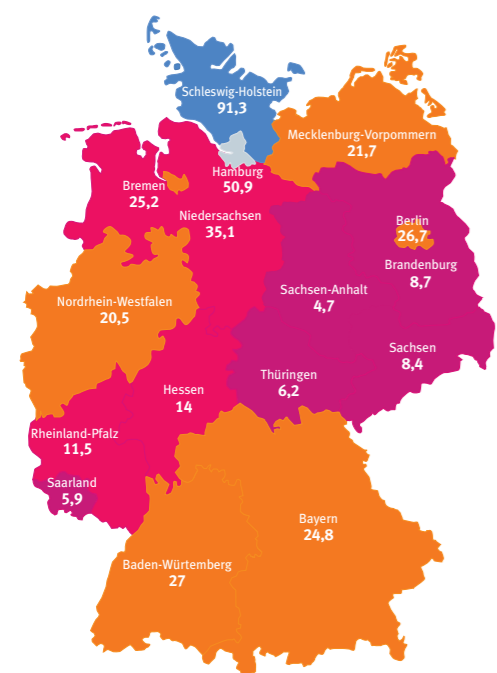 Schleswig-Holstein
91,3
Mecklenburg-Vorpommern
21,7
Hamburg
50,9
Bremen
25,2
Niedersachsen
35,1
Berlin
26,7
Brandenburg
8,7
Sachsen-Anhalt
4,7
Nordrhein-Westfalen
20,5
Sachsen
8,4
Thüringen
6,2
Hessen
14
Rheinland-Pfalz
11,5
Saarland
5,9
Bayern
24,8
Baden-Würtemberg
27